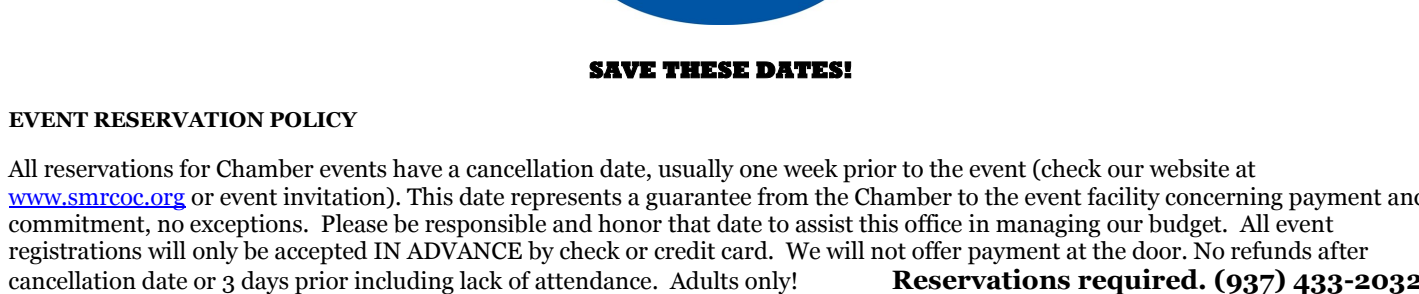 SAVE THESE DATES!
EVENT RESERVATION POLICY
All reservations for Chamber events have a cancellation date, usually one week prior to the event (check our website at
www.smrcoc.org or event invitation). This date represents a guarantee from the Chamber to the event facility concerning payment and
commitment, no exceptions.  Please be responsible and honor that date to assist this office in managing our budget.  All event
registrations will only be accepted IN ADVANCE by check or credit card.  We will not offer payment at the door. No refunds after
cancellation date or 3 days prior including lack of attendance.  Adults only! Reservations required. (937) 433-2032